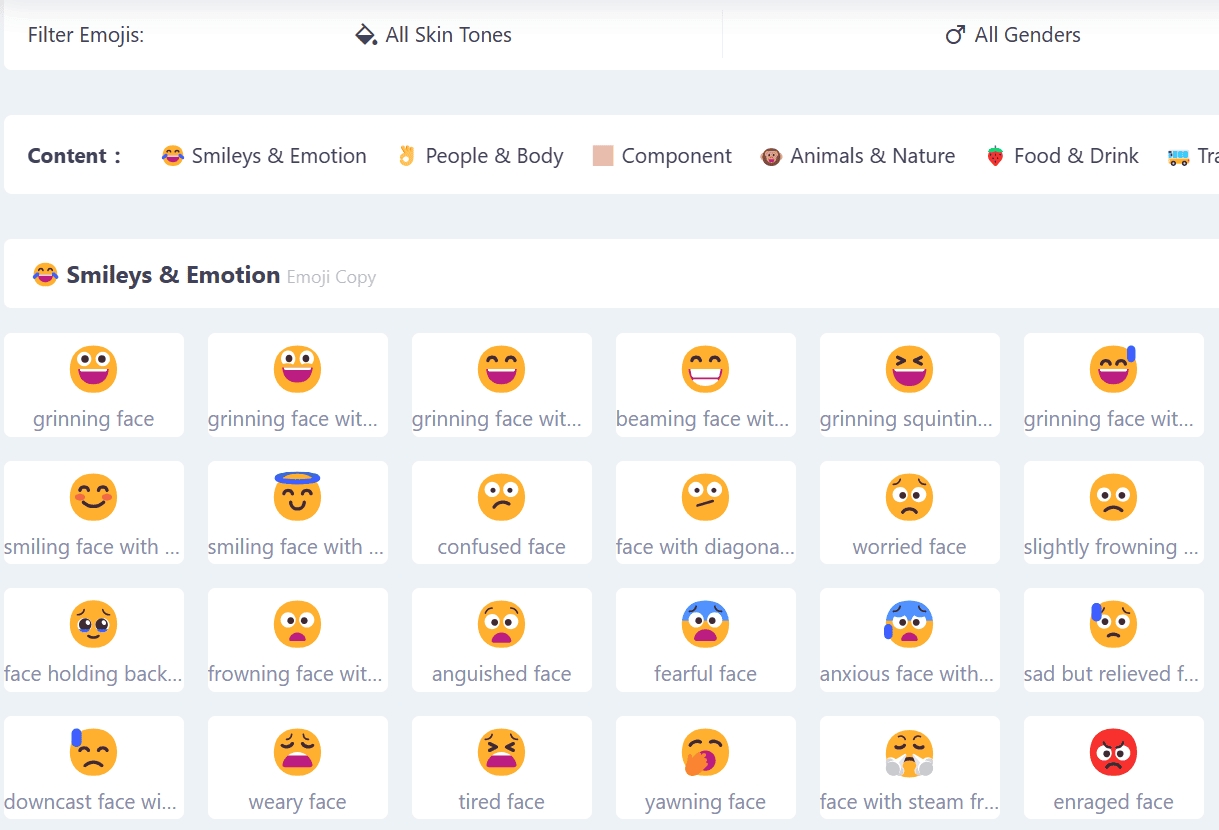 Filter Emojis: All Skin Tones All Genders
Content : Smileys & Emotion People & Body Component Animals & Nature Food & Drink Tra
Smileys & Emotion Emoji Copy
grinning face grinning face wit... grinning face wit... beaming face wit... grinning squintin... grinning face wit...
smiling face with ... smiling face with ... confused face face with diagona... worried face slightly frowning ...
face holding back... frowning face wit... anguished face fearful face anxious face with... sad but relieved f...
downcast face wi... weary face tired face yawning face face with steam fr... enraged face